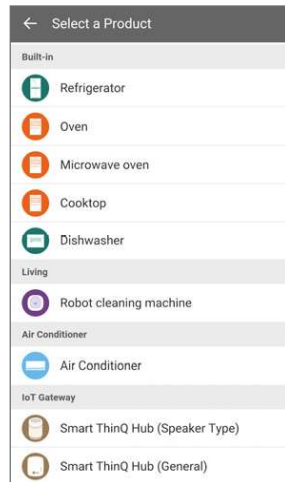 Select a Product
Built-in
Refrigerator
Oven
Microwave oven
Cooktop
Dishwasher
Living
Robot cleaning machine
Air Conditioner
Air Conditioner
IoT Gateway
Smart ThinQ Hub (Speaker Type)
Smart ThinQ Hub (General)